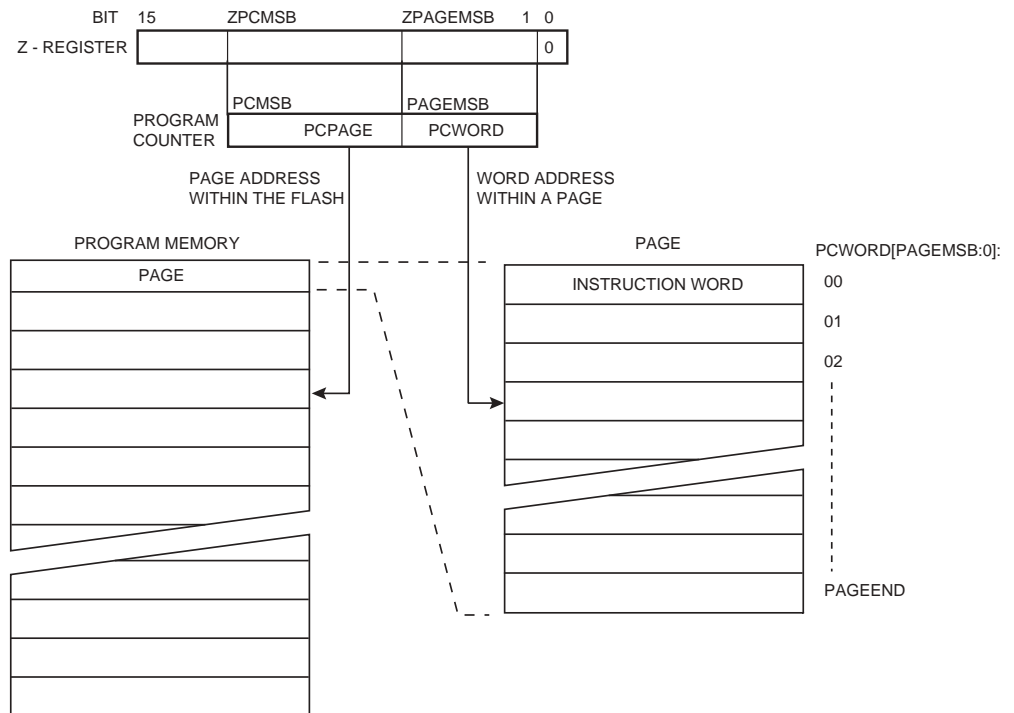 BIT 15 ZPCMSB ZPAGEMSB 1 0
Z - REGISTER 0
PCMSB PAGEMSB
PROGRAM
COUNTER
PCPAGE PCWORD
PAGE ADDRESS
WITHIN THE FLASH
WORD ADDRESS
WITHIN A PAGE
PROGRAM MEMORY
PAGE
PAGE
INSTRUCTION WORD
PCWORD[PAGEMSB:0]:
00
01
02
PAGEEND